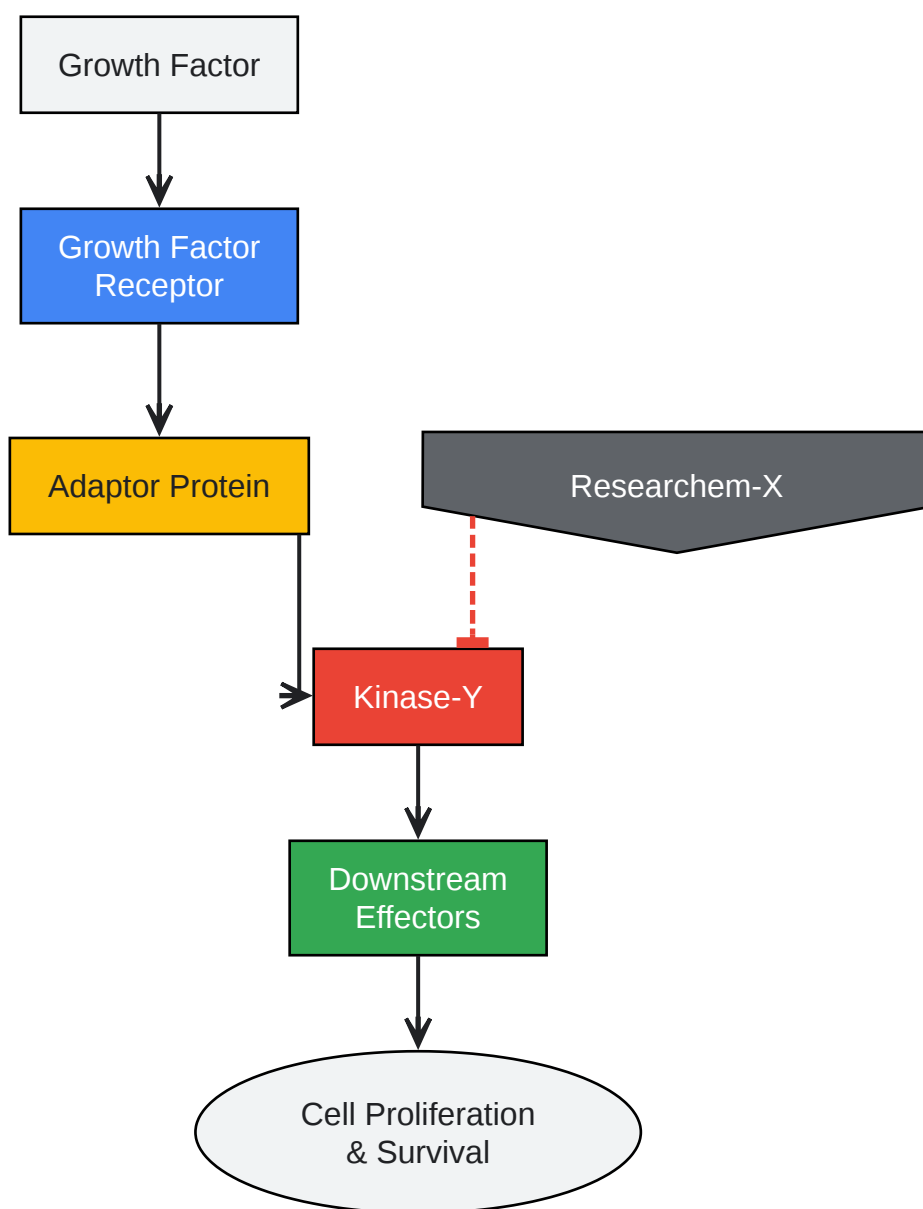 Growth Factor
Growth Factor
Receptor
Adaptor Protein
Researchem-X
Kinase-Y
Downstream
Effectors
Cell Proliferation
& Survival